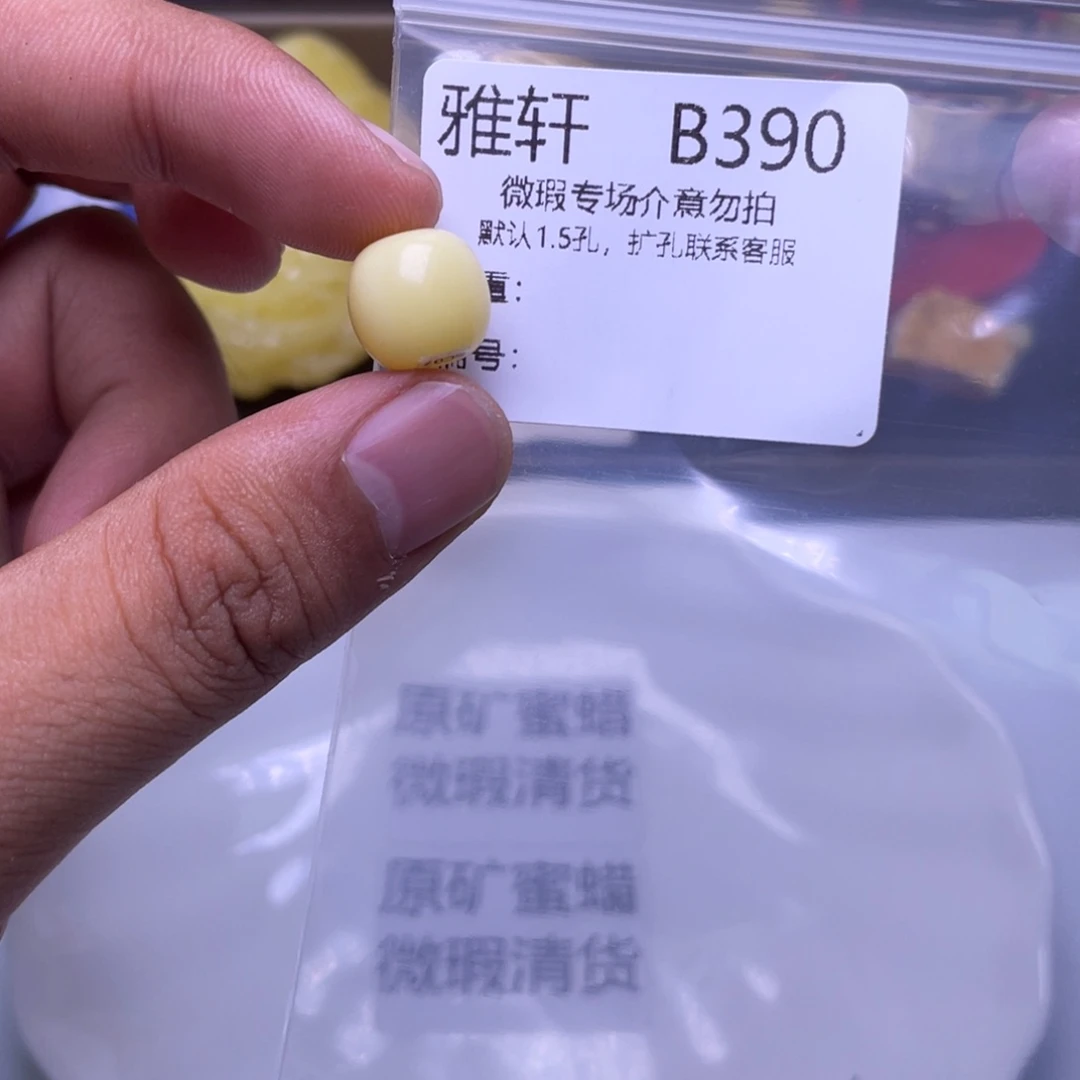 雅轩 B390
微瑕专场介意勿拍
默认1.5孔，扩孔联系客服
重：
号：
原矿蜜蜡
微瑕清货
原矿蜜蜡
微瑕清货